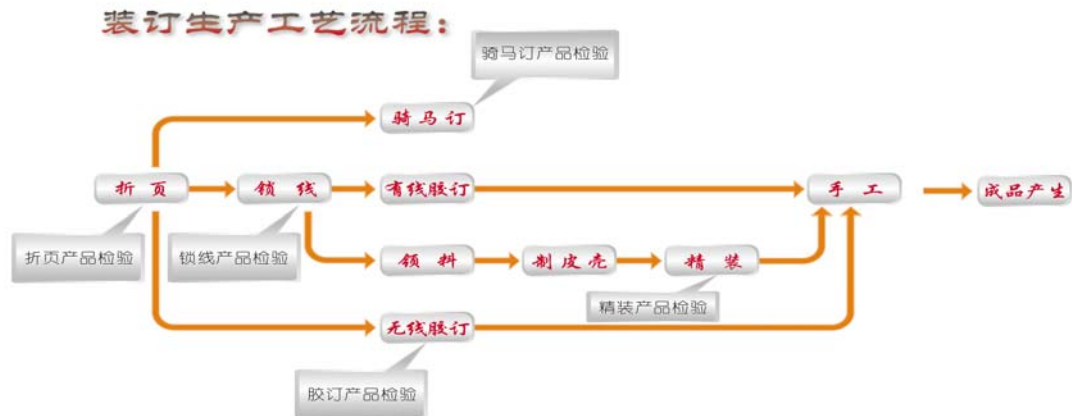 装订生产工艺流程：
骑马订产品检验
骑马订
折页
锁线
有线胶订
手工
成品产生
折页产品检验
锁线产品检验
领料
制皮壳
精装
精装产品检验
无线胶订
胶订产品检验